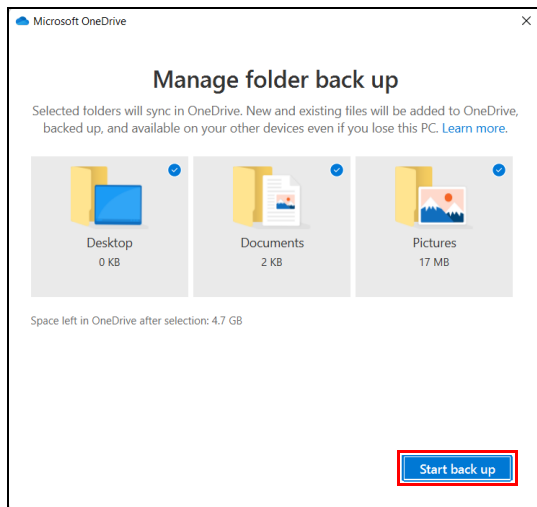 Microsoft OneDrive
Manage folder back up
Selected folders will sync in OneDrive. New and existing files will be added to OneDrive,
backed up, and available on your other devices even if you lose this PC. Learn more.
Desktop
0 KB
Documents
2 KB
Pictures
17 MB
Space left in OneDrive after selection: 4.7 GB
Start back up